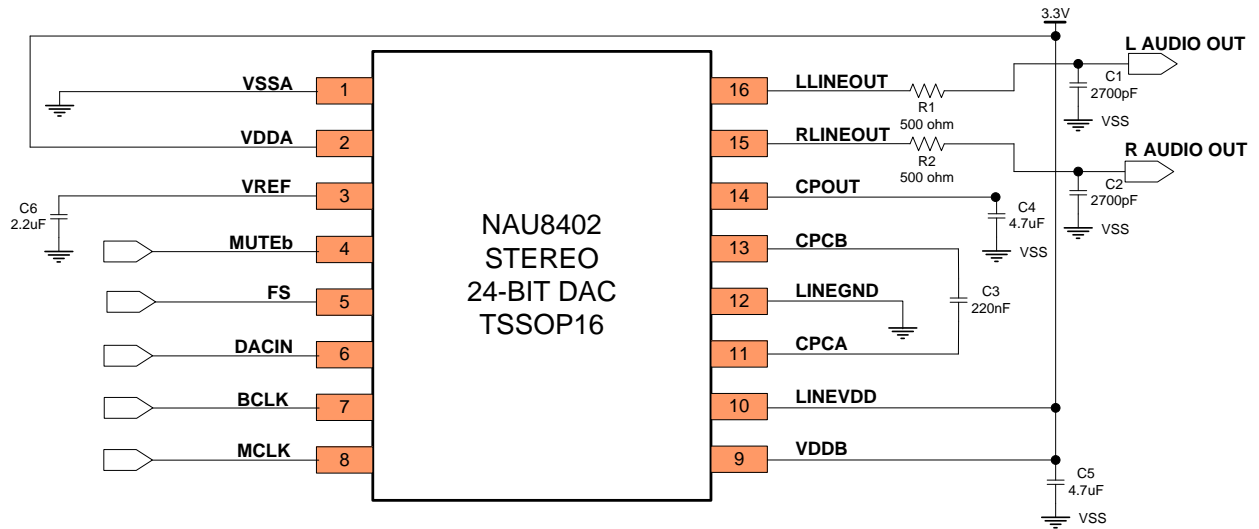 3.3V
L AUDIO OUT
VSSA
1
16
LLINEOUT
R1
500 ohm
C1
2700pF
VSS
VDDA
2
15
RLINEOUT
R2
500 ohm
R AUDIO OUT
C2
2700pF
VSS
C6
2.2uF
VREF
3
14
CPOUT
C4
4.7uF
VSS
MUTEb
4
13
CPCB
FS
5
12
LINEGND
C3
220nF
DACIN
6
11
CPCA
BCLK
7
10
LINEVDD
MCLK
8
9
VDDB
C5
4.7uF
VSS
NAU8402
STEREO
24-BIT DAC
TSSOP16